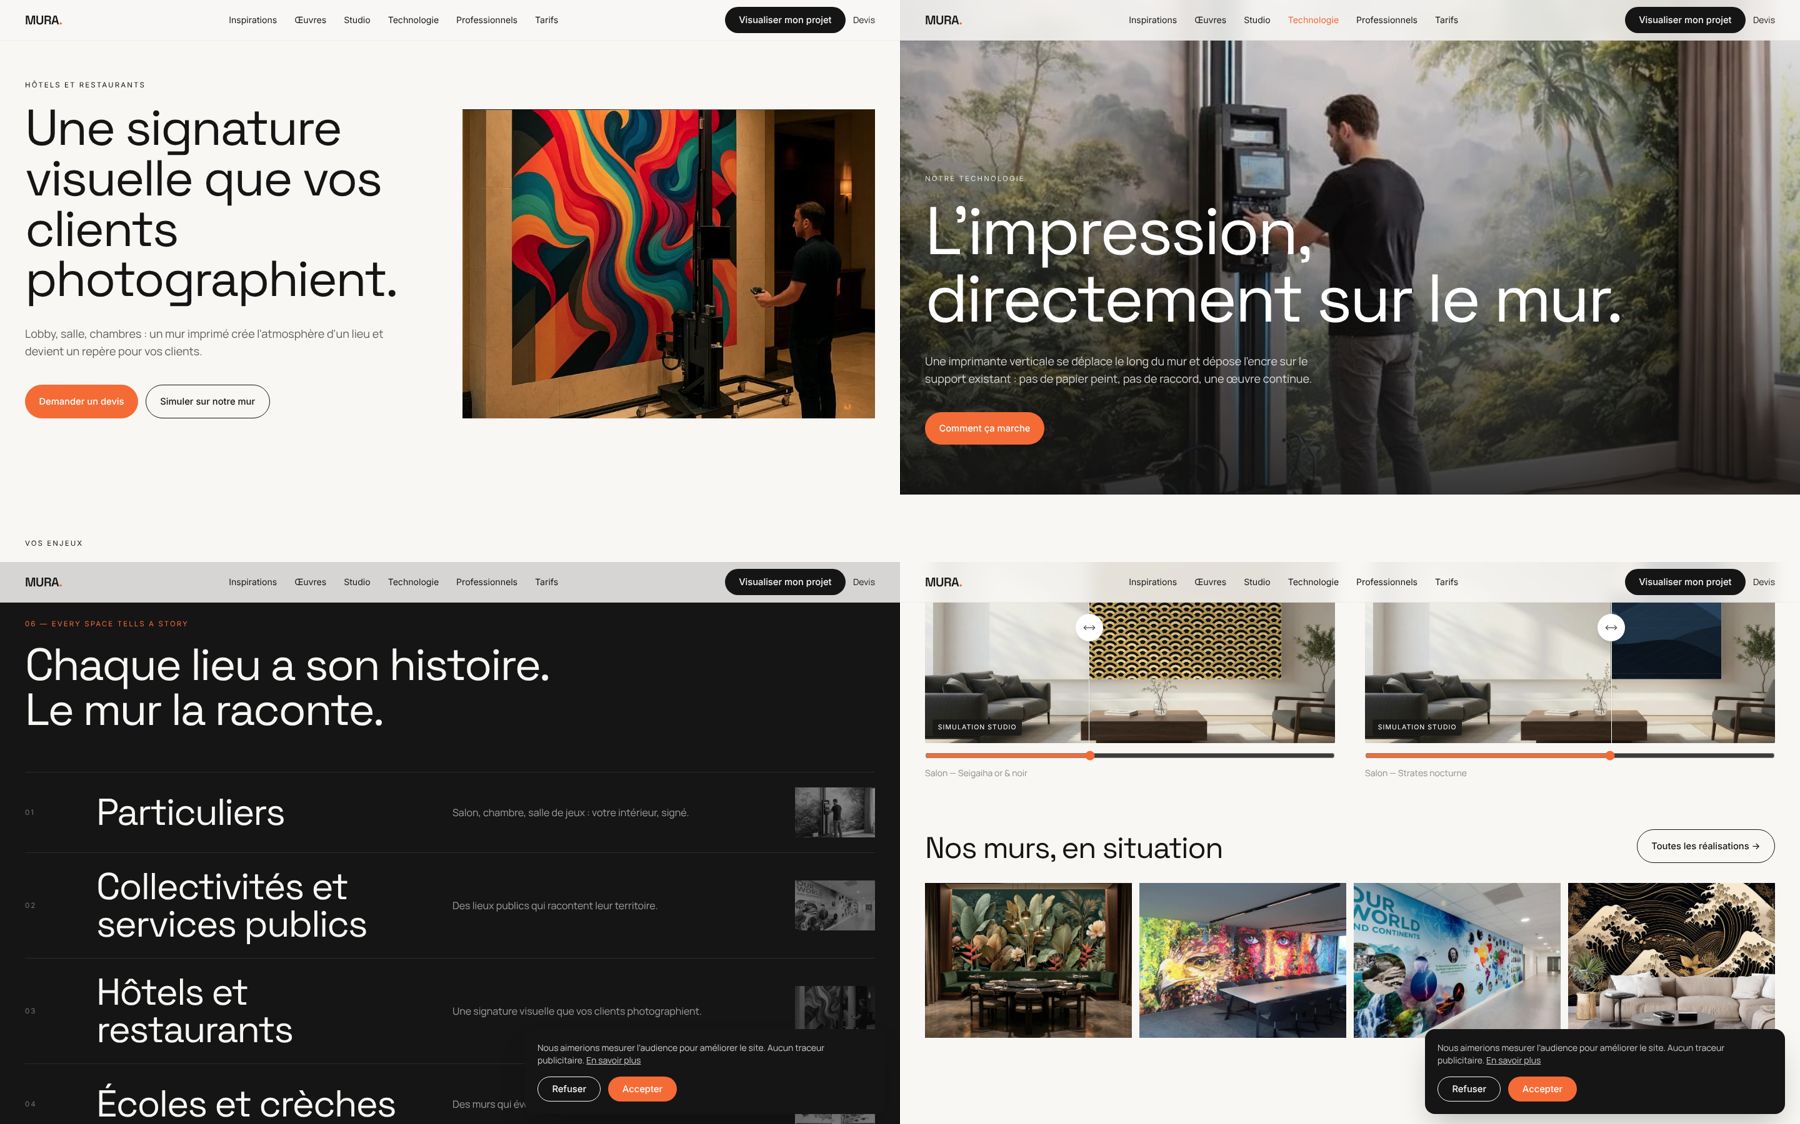 MURA.
Inspirations Œuvres Studio Technologie Professionnels Tarifs
Visualiser mon projet Devis
HÔTELS ET RESTAURANTS
Une signature
visuelle que vos
clients
photographient.
Lobby, salle, chambres : un mur imprimé crée l'atmosphère d'un lieu et
devient un repère pour vos clients.
Demander un devis
Simuler sur notre mur
VOS ENJEUX
MURA.
Inspirations Œuvres Studio Technologie Professionnels Tarifs
Visualiser mon projet Devis
NOTRE TECHNOLOGIE
L'impression,
directement sur le mur.
Une imprimante verticale se déplace le long du mur et dépose l'encre sur le
support existant : pas de papier peint, pas de raccord, une œuvre continue.
Comment ça marche
MURA.
Inspirations Œuvres Studio Technologie Professionnels Tarifs
Visualiser mon projet Devis
06 — EVERY SPACE TELLS A STORY
Chaque lieu a son histoire.
Le mur la raconte.
01
Particuliers
Salon, chambre, salle de jeux : votre intérieur, signé.
02
Collectivités et
services publics
Des lieux publics qui racontent leur territoire.
03
Hôtels et
restaurants
Une signature visuelle que vos clients photographient.
04
Écoles et crèches
Des murs qui év
Nous aimerions mesurer l'audience pour améliorer le site. Aucun traceur
publicitaire. En savoir plus
Refuser
Accepter
MURA.
Inspirations Œuvres Studio Technologie Professionnels Tarifs
Visualiser mon projet Devis
SIMULATION STUDIO
Salon — Seigaiha or & noir
SIMULATION STUDIO
Salon — Strates nocturne
Nos murs, en situation
Toutes les réalisations →
OUR
WORLD
AND CONTINENTS
Nous aimerions mesurer l'audience pour améliorer le site. Aucun traceur
publicitaire. En savoir plus
Refuser
Accepter